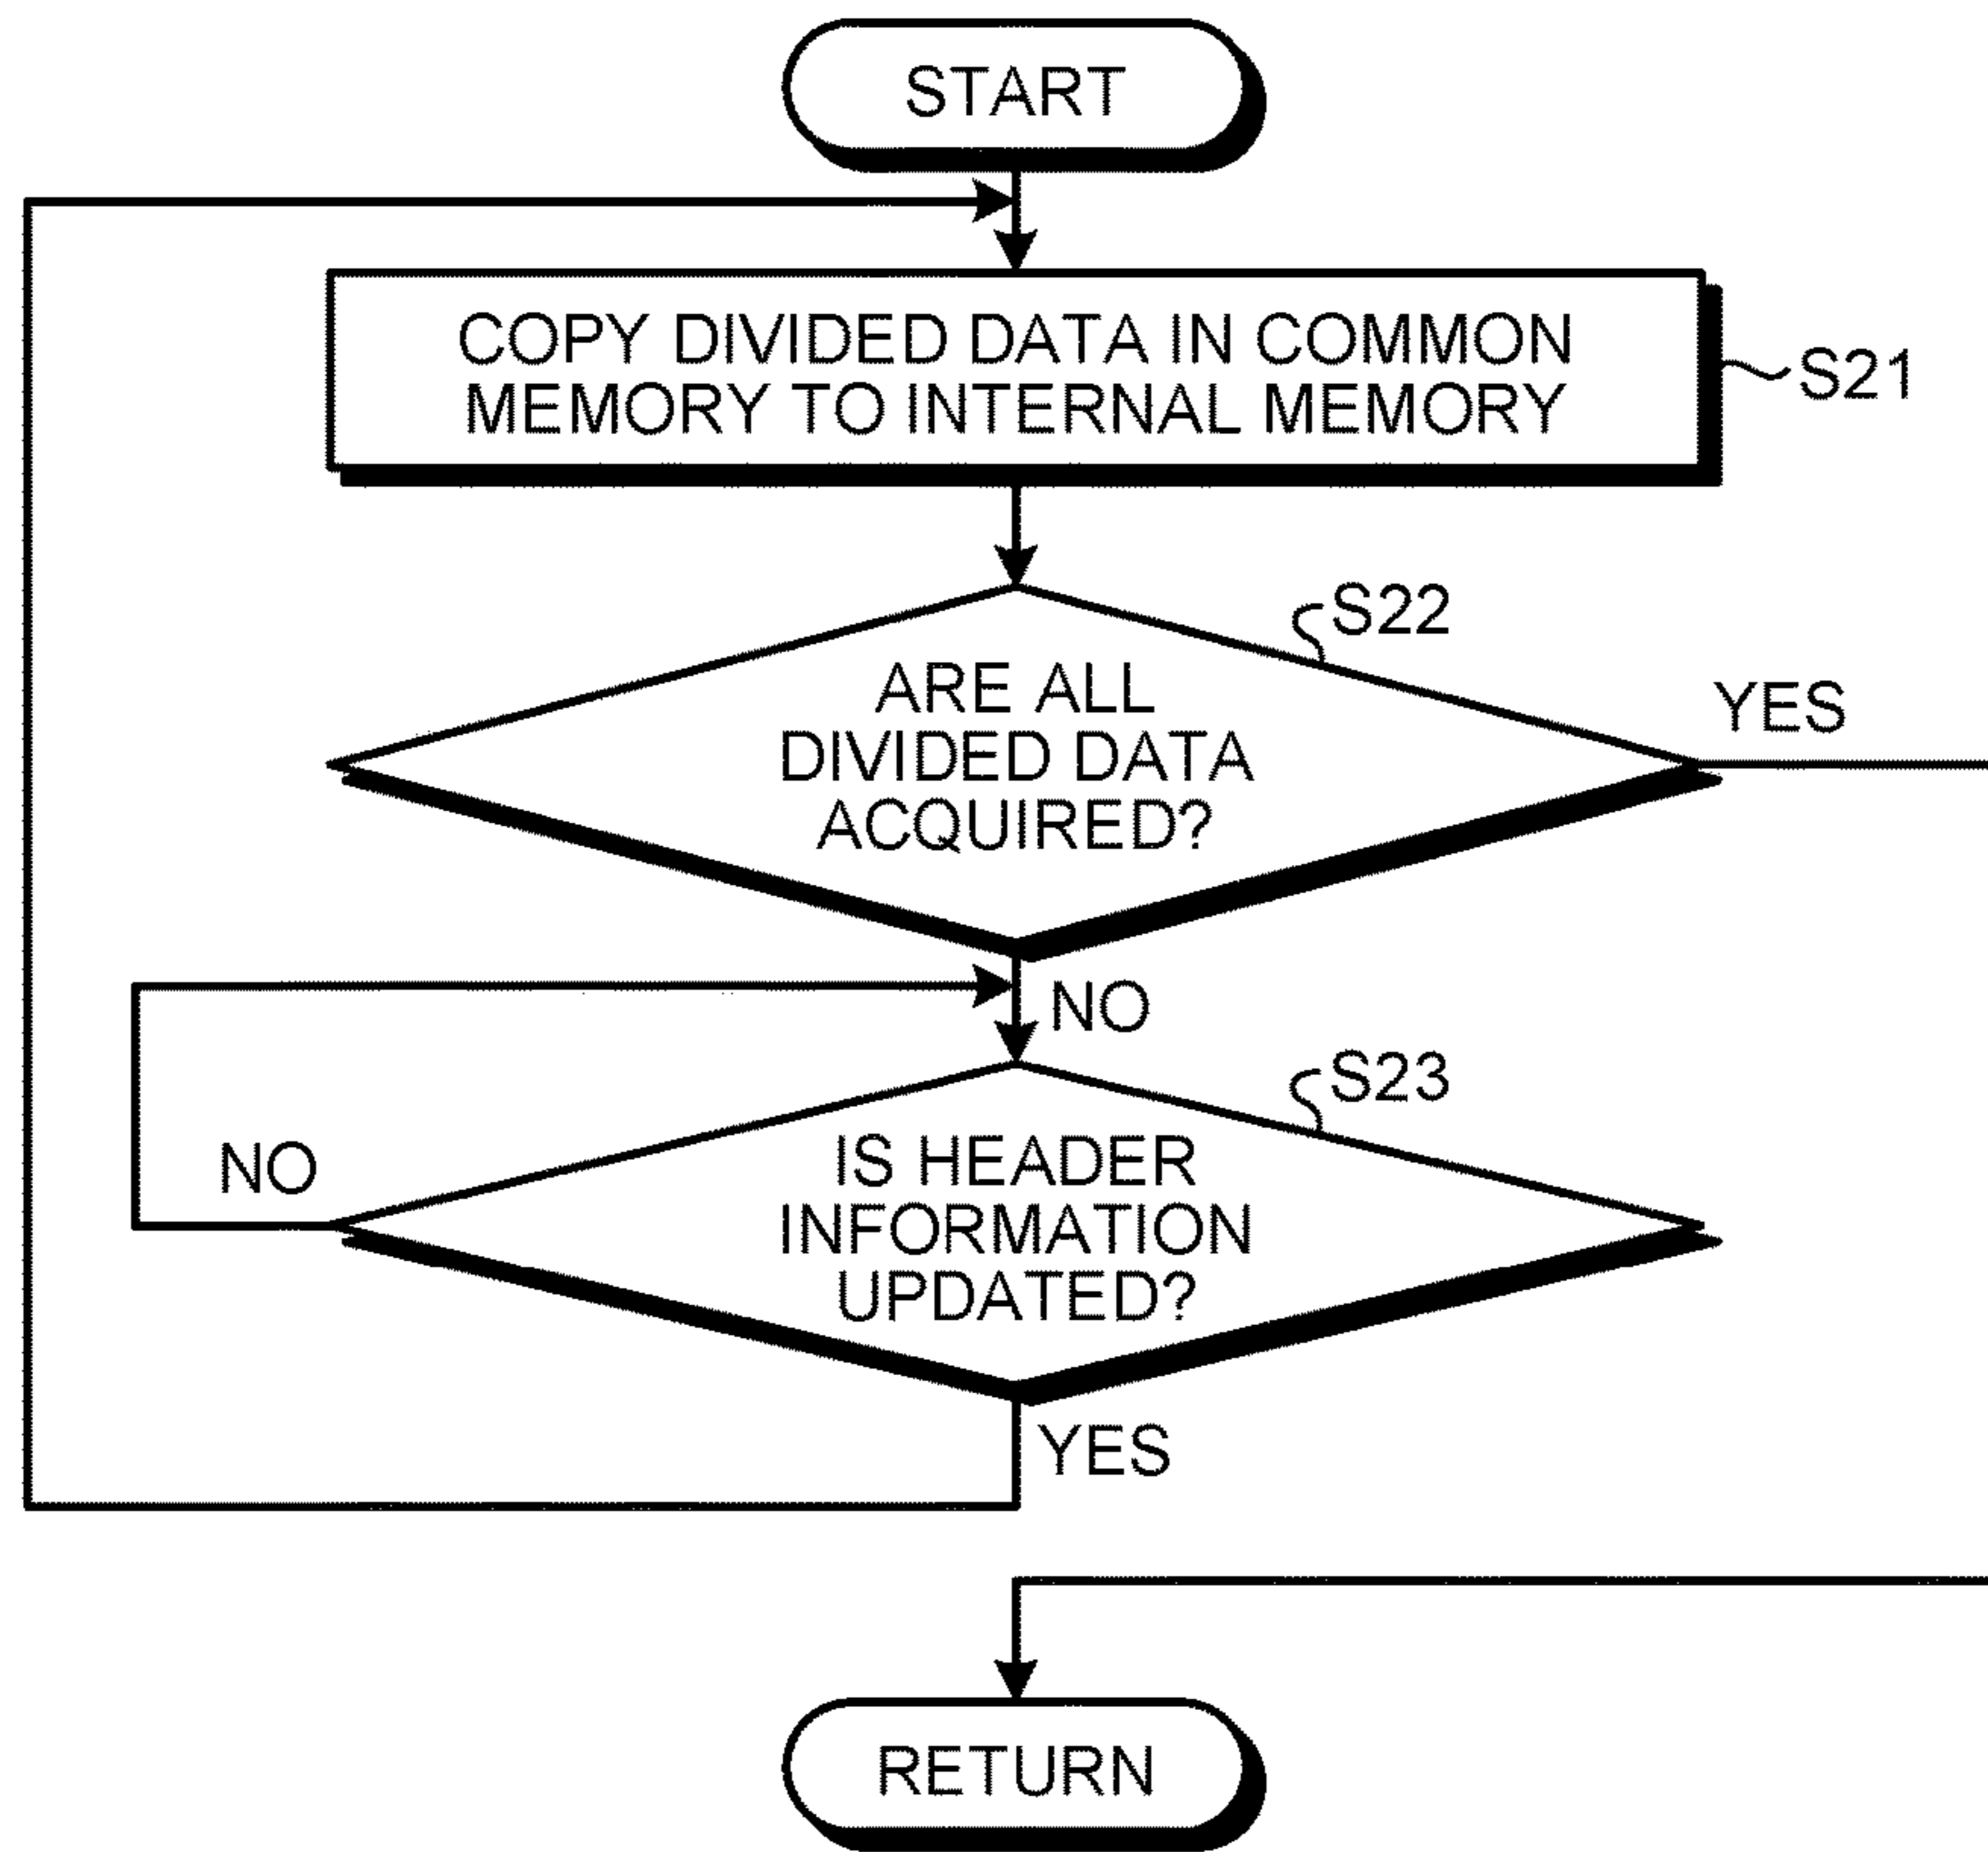 START
COPY DIVIDED DATA IN COMMON
MEMORY TO INTERNAL MEMORY
S21
S22
ARE ALL
DIVIDED DATA
ACQUIRED?
YES
NO
S23
IS HEADER
INFORMATION
UPDATED?
NO
YES
RETURN